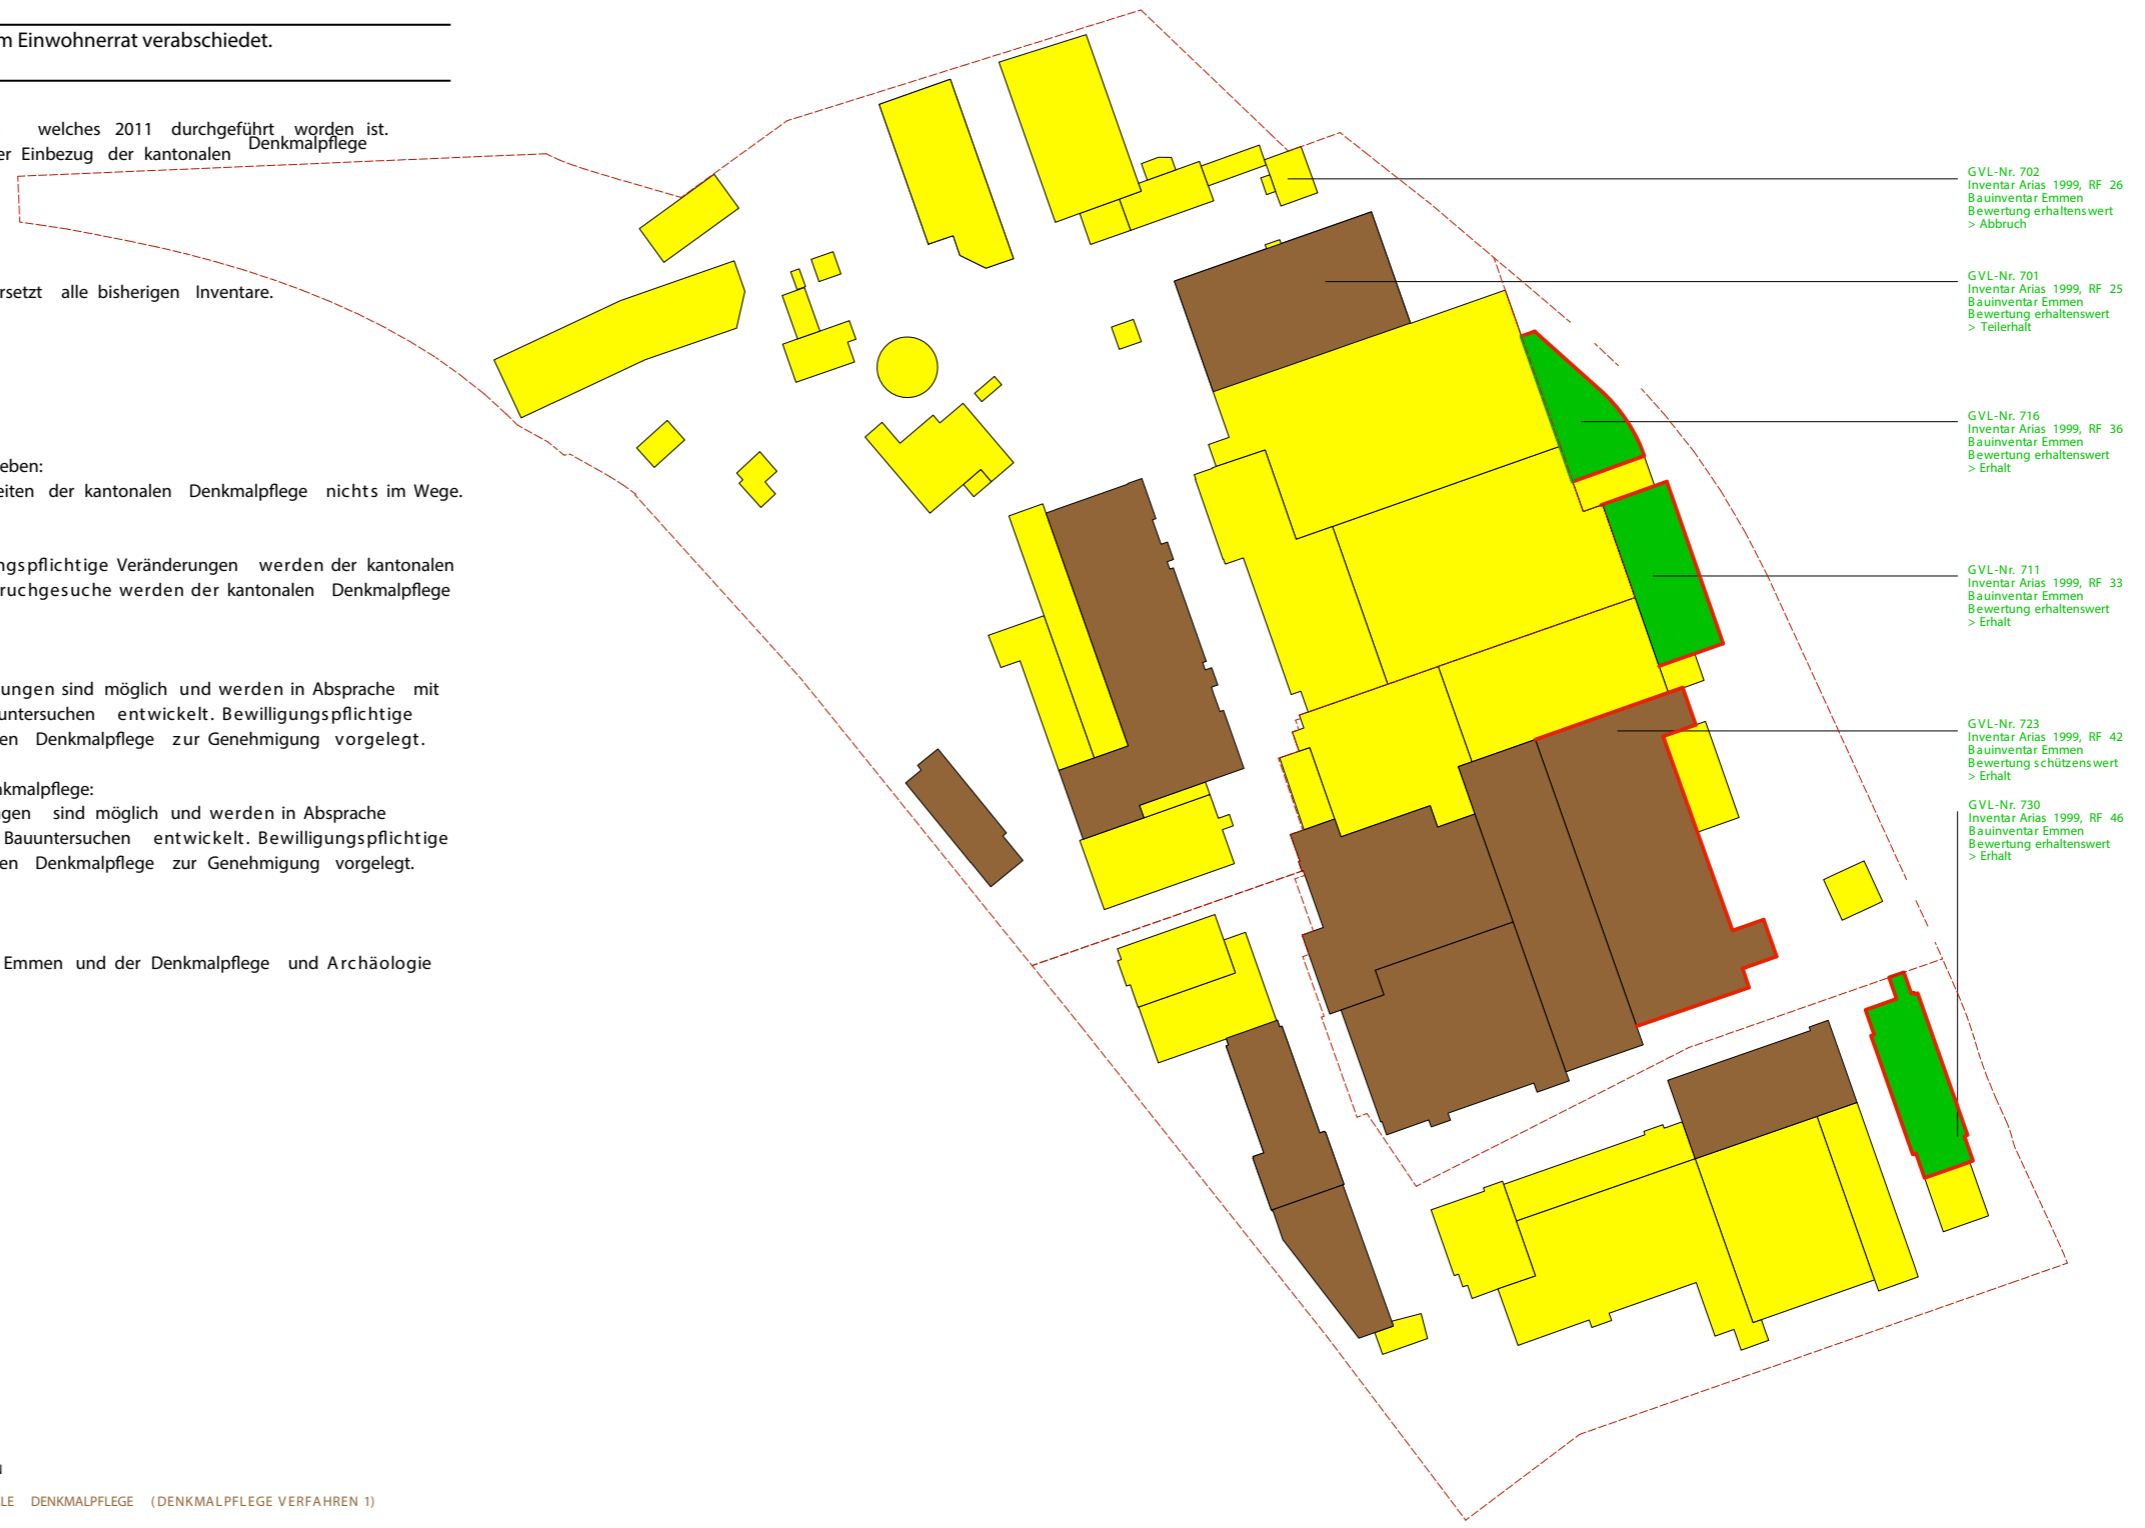 m Einwohnerrat verabschiedet.
welches 2011 durchgeführt worden ist.
er Einbezug der kantonalen Denkmalpflege
rsetzt alle bisherigen Inventare.
eben:
eiten der kantonalen Denkmalpflege nichts im Wege.
ngspflichtige Veränderungen werden der kantonalen
ruchgesuche werden der kantonalen Denkmalpflege
ungen sind möglich und werden in Absprache mit
untersuchen entwickelt. Bewilligungspflichtige
en Denkmalpflege zur Genehmigung vorgelegt.
nkmalpflege:
gen sind möglich und werden in Absprache
Bauuntersuchen entwickelt. Bewilligungspflichtige
en Denkmalpflege zur Genehmigung vorgelegt.
Emmen und der Denkmalpflege und Archäologie
N
LE DENKMALPFLEGE (DENKMALPFLEGE VERFAHREN 1)
GVL-Nr. 702
Inventar Arias 1999, RF 26
Bauinventar Emmen
Bewertung erhaltenswert
> Abbruch
GVL-Nr. 701
Inventar Arias 1999, RF 25
Bauinventar Emmen
Bewertung erhaltenswert
> Teilerhalt
GVL-Nr. 716
Inventar Arias 1999, RF 36
Bauinventar Emmen
Bewertung erhaltenswert
> Erhalt
GVL-Nr. 711
Inventar Arias 1999, RF 33
Bauinventar Emmen
Bewertung erhaltenswert
> Erhalt
GVL-Nr. 723
Inventar Arias 1999, RF 42
Bauinventar Emmen
Bewertung schützenswert
> Erhalt
GVL-Nr. 730
Inventar Arias 1999, RF 46
Bauinventar Emmen
Bewertung erhaltenswert
> Erhalt